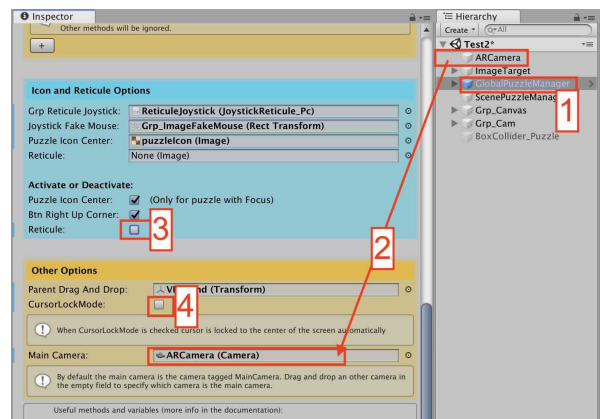 Inspector
Other methods will be ignored.
+
Icon and Reticule Options
Grp Reticule Joystick: ReticuleJoystick (JoystickReticule_Pc)
Joystick Fake Mouse: Grp_ImageFakeMouse (Rect Transform)
Puzzle Icon Center: puzzleIcon (Image)
Reticule: None (Image)
Activate or Deactivate:
Puzzle Icon Center: (Only for puzzle with Focus)
Btn Right Up Corner:
Reticule:
3
Other Options
Parent Drag And Drop: (Transform)
CursorLockMode:
4
When CursorLockMode is checked cursor is locked to the center of the screen automatically
Main Camera: ARCamera (Camera)
By default the main camera is the camera tagged MainCamera. Drag and drop an other camera in
the empty field to specify which camera is the main camera.
Useful methods and variables (more info in the documentation):
2
Hierarchy
Create
All
Test2*
ARCamera
ImageTarget
GlobalPuzzleManager
ScenePuzzleManag
1
Grp_Canvas
Grp_Cam
BoxCollider_Puzzle